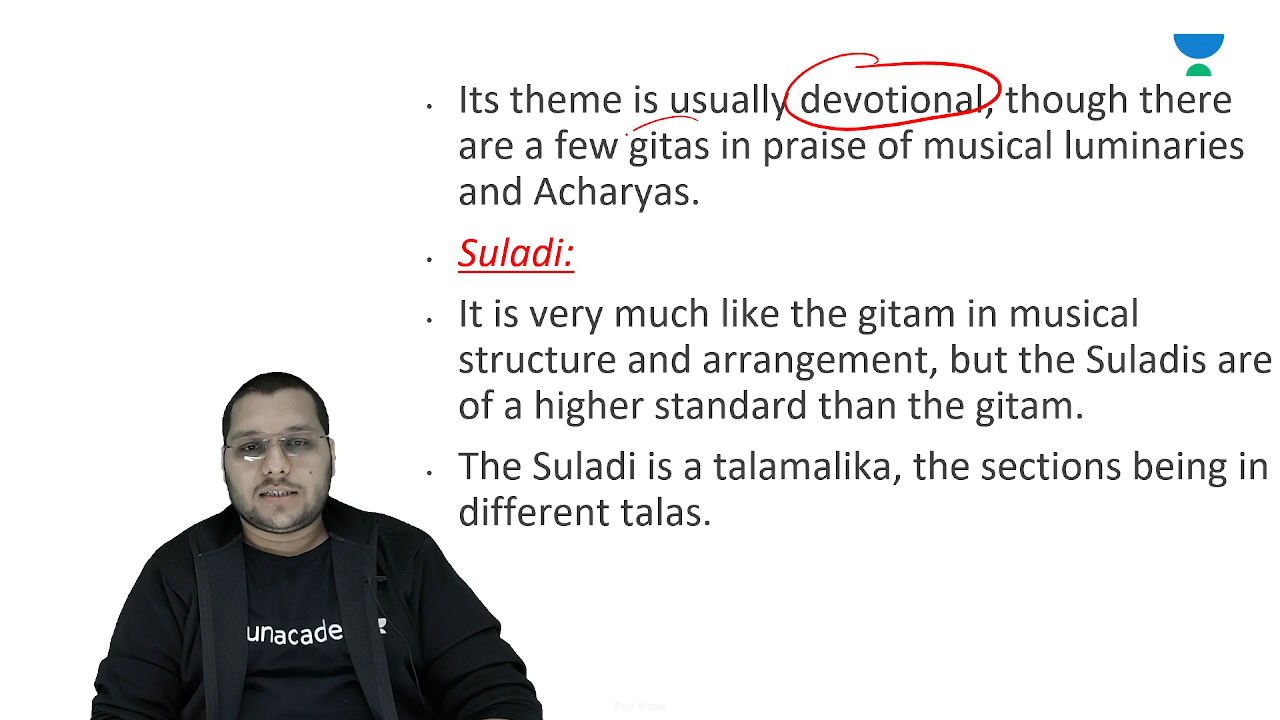 Its theme is usually devotional, though there
are a few gitas in praise of musical luminaries
and Acharyas.
Suladi:
It is very much like the gitam in musical
structure and arrangement, but the Suladis are
of a higher standard than the gitam.
The Suladi is a talamalika, the sections being in
different talas.
unacade
Pen Mode